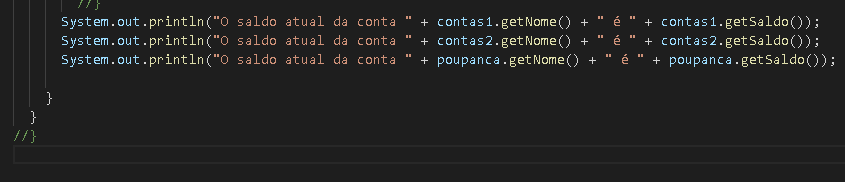 //}
System.out.println("O saldo atual da conta " + contas1.getNome() + " é " + contas1.getSaldo());
System.out.println("O saldo atual da conta " + contas2.getNome() + " é " + contas2.getSaldo());
System.out.println("O saldo atual da conta " + poupanca.getNome() + " é " + poupanca.getSaldo());
}
}
//}